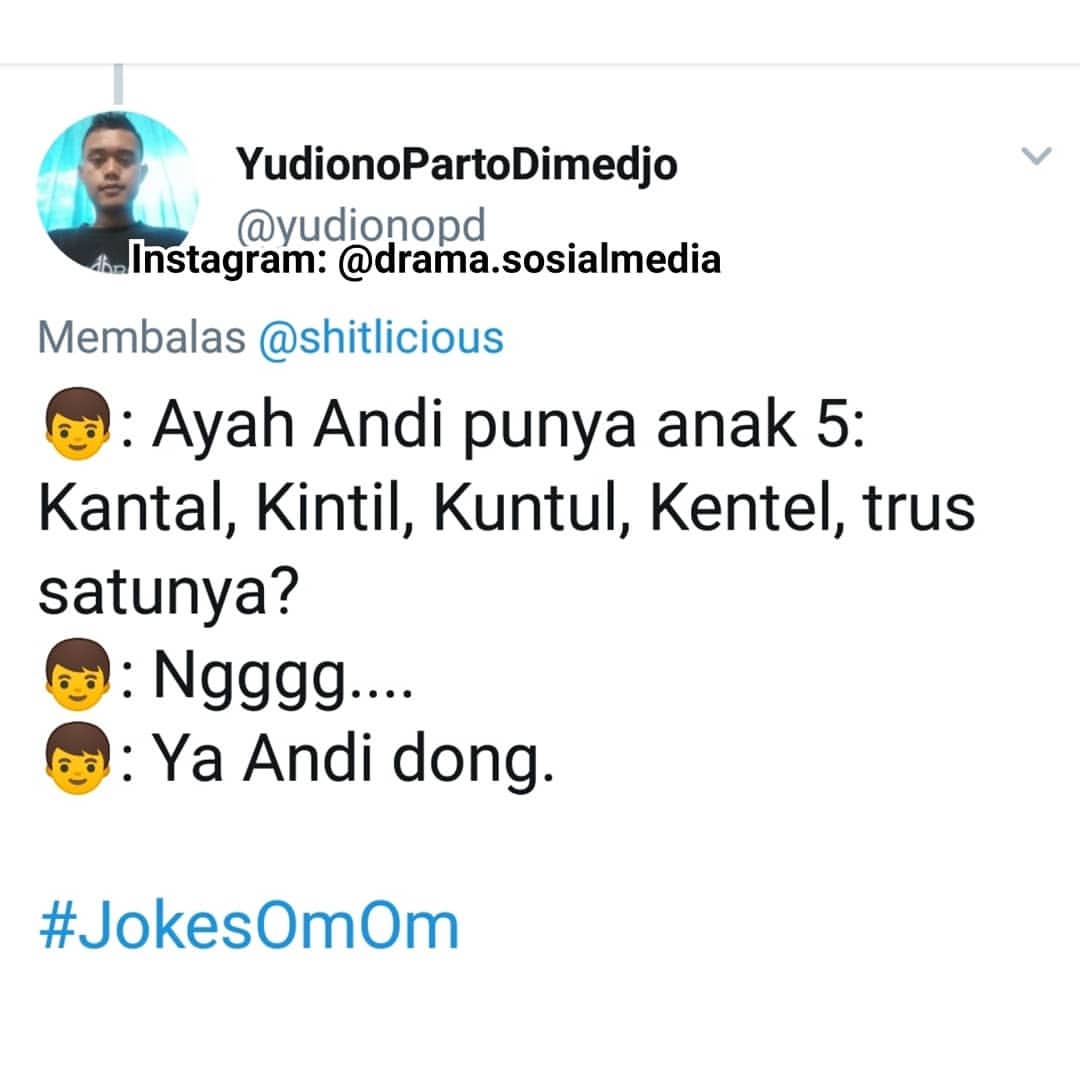 YudionoPartoDimedjo
@yudionopd
Instagram: @drama.sosialmedia
Membalas @shitlicious
👦: Ayah Andi punya anak 5:
Kantal, Kintil, Kuntul, Kentel, trus
satunya?
👦: Ngggg....
👦: Ya Andi dong.
#JokesOmOm